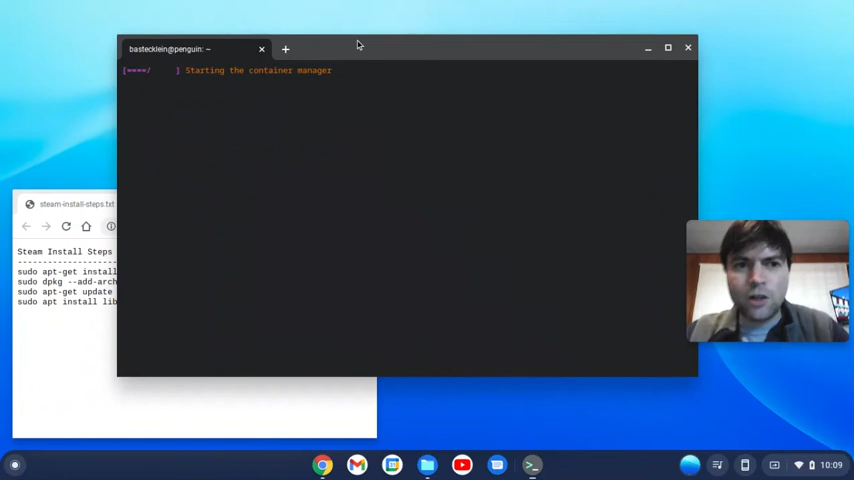 bastecklein@penguin: ~
[====/ ] Starting the container manager
steam-install-steps.txt
Steam Install Steps
--------------------
sudo apt-get install
sudo dpkg --add-arch
sudo apt-get update
sudo apt install lib
31
10:09